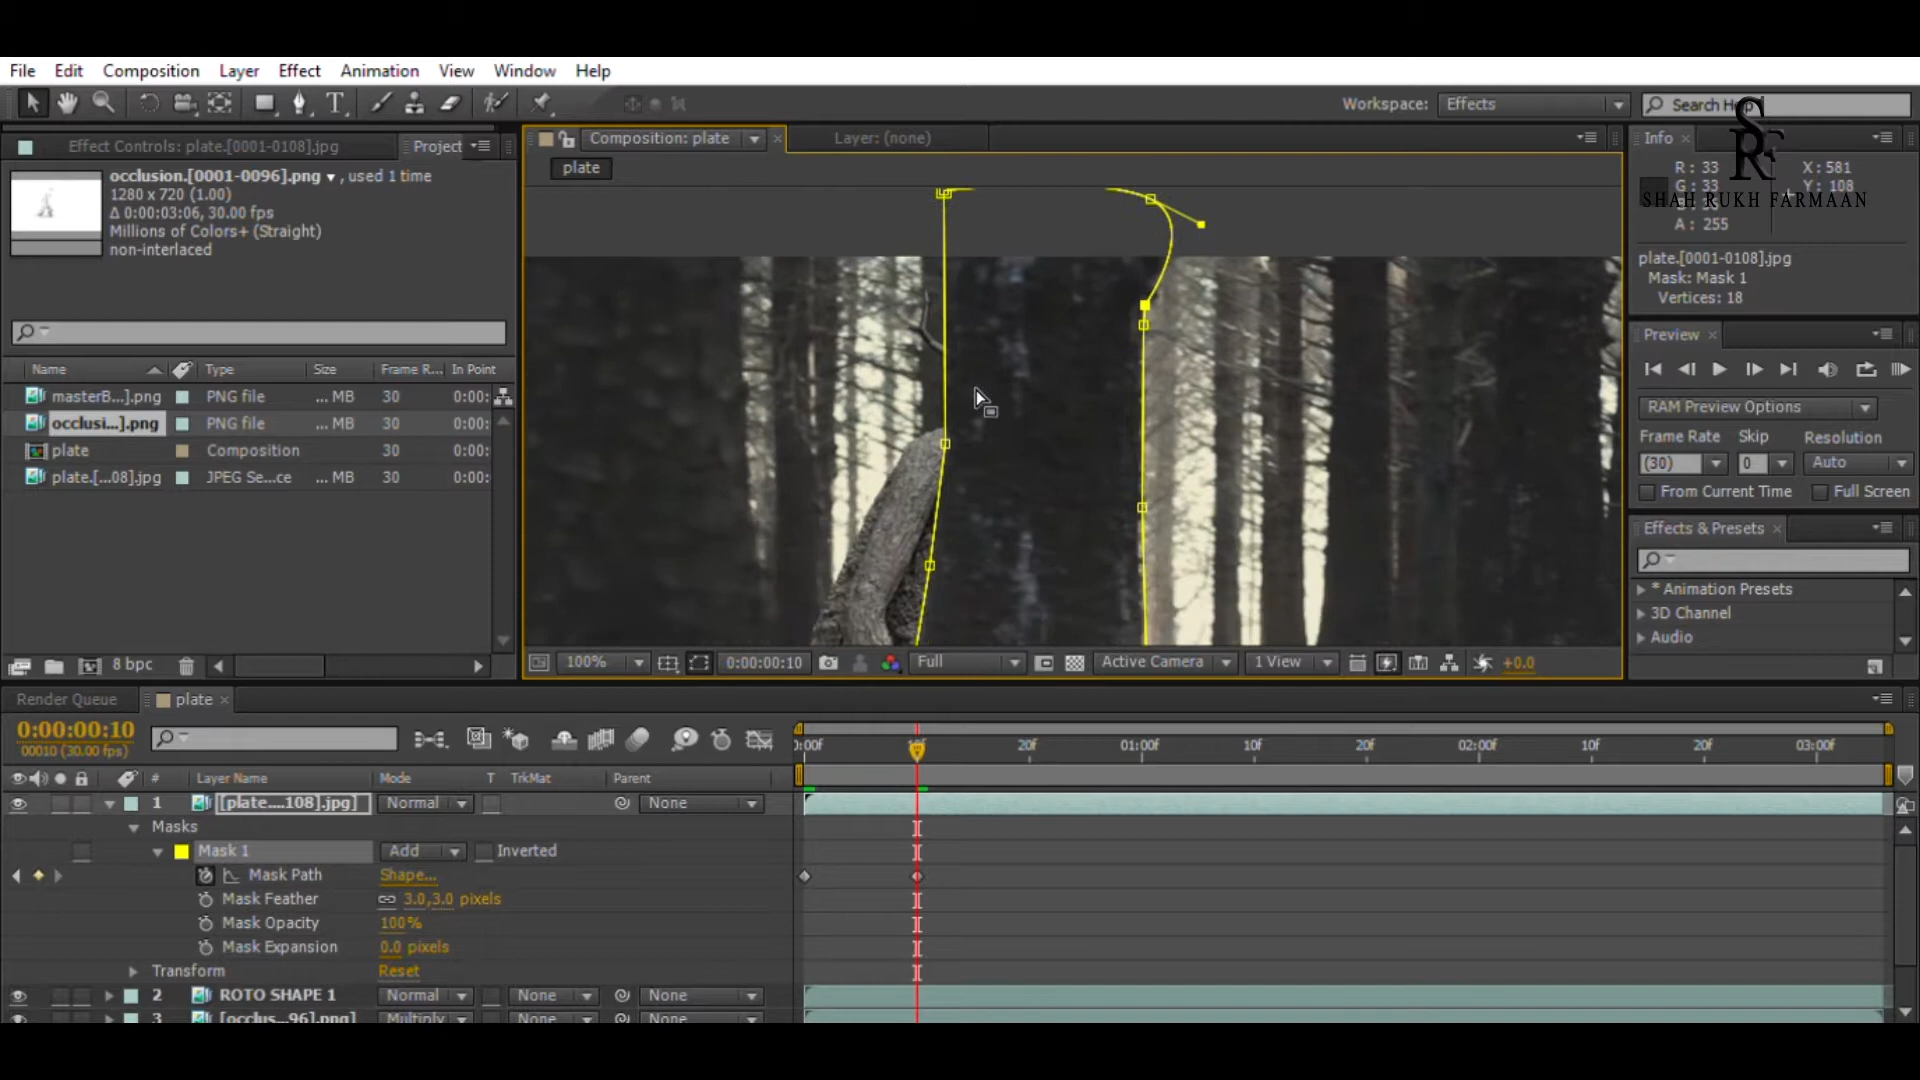 File Edit Composition Layer Effect Animation View Window Help
Workspace: Effects
Search Help
Effect Controls: plate.[0001-0108].jpg
Project
Composition: plate
Layer: (none)
Info
plate
occlusion.[0001-0096].png ▼, used 1 time
1280 x 720 (1.00)
Δ 0:00:03:06, 30.00 fps
Millions of Colors+ (Straight)
non-interlaced
R: 33
G: 33
A: 255
X: 581
Y: 108
SRF
SHAH RUKH FARMAAN
plate.[0001-0108].jpg
Mask: Mask 1
Vertices: 18
Preview
RAM Preview Options
Frame Rate Skip Resolution
(30) 0 Auto
From Current Time Full Screen
Effects & Presets
* Animation Presets
3D Channel
Audio
Name Type Size Frame R... In Point
masterB...].png PNG file ... MB 30 0:00:
occlusi...].png PNG file ... MB 30 0:00:
plate Composition 30 0:00:
plate.[...08].jpg JPEG Se...ce ... MB 30 0:00:
8 bpc
100% 0:00:00:10 Full Active Camera 1 View +0.0
Render Queue plate
0:00:00:10
00010 (30.00 fps)
0:00f 20f 01:00f 10f 20f 02:00f 10f 20f 03:00f
# Layer Name Mode T TrkMat Parent
1 [plate....108].jpg] Normal None
Masks
Mask 1 Add Inverted
Mask Path Shape...
Mask Feather 3.0,3.0 pixels
Mask Opacity 100%
Mask Expansion 0.0 pixels
Transform Reset
2 ROTO SHAPE 1 Normal None None
3 [occlus...96].png] Multiply None None